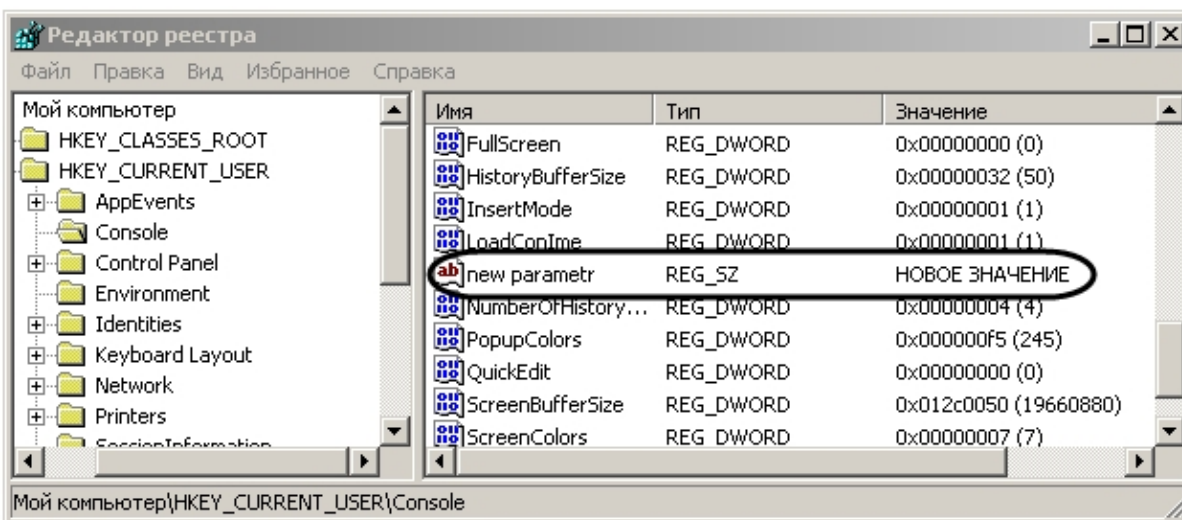 Редактор реестра
Файл Правка Вид Избранное Справка
Мой компьютер
HKEY_CLASSES_ROOT
HKEY_CURRENT_USER
AppEvents
Console
Control Panel
Environment
Identities
Keyboard Layout
Network
Printers
SessionInformation
Имя Тип Значение
FullScreen REG_DWORD 0x00000000 (0)
HistoryBufferSize REG_DWORD 0x00000032 (50)
InsertMode REG_DWORD 0x00000001 (1)
LoadConIme REG_DWORD 0x00000001 (1)
new parametr REG_SZ НОВОЕ ЗНАЧЕНИЕ
NumberOfHistory... REG_DWORD 0x00000004 (4)
PopupColors REG_DWORD 0x000000f5 (245)
QuickEdit REG_DWORD 0x00000000 (0)
ScreenBufferSize REG_DWORD 0x012c0050 (19660880)
ScreenColors REG_DWORD 0x00000007 (7)
Мой компьютер\HKEY_CURRENT_USER\Console